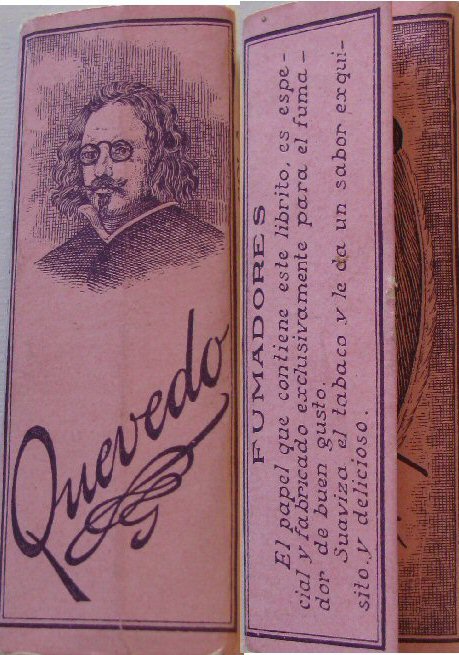 Quevedo
FUMADORES
El papel que contiene este librito, es espe-
cial y fabricado exclusivamente para el fuma-
dor de buen gusto.
Suaviza el tabaco y le da un sabor exqui-
sito y delicioso.